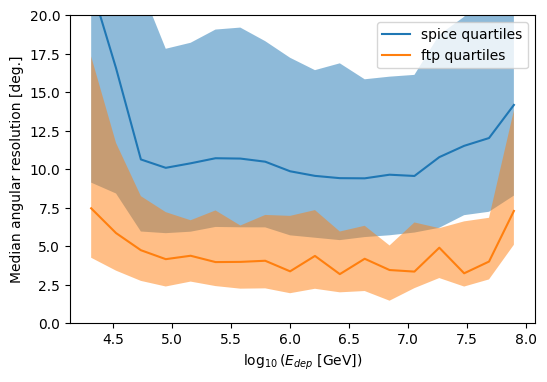 20.0
17.5
15.0
12.5
10.0
7.5
5.0
2.5
0.0
Median angular resolution [deg.]
spice quartiles
ftp quartiles
4.5 5.0 5.5 6.0 6.5 7.0 7.5 8.0
log₁₀(E_dep [GeV])